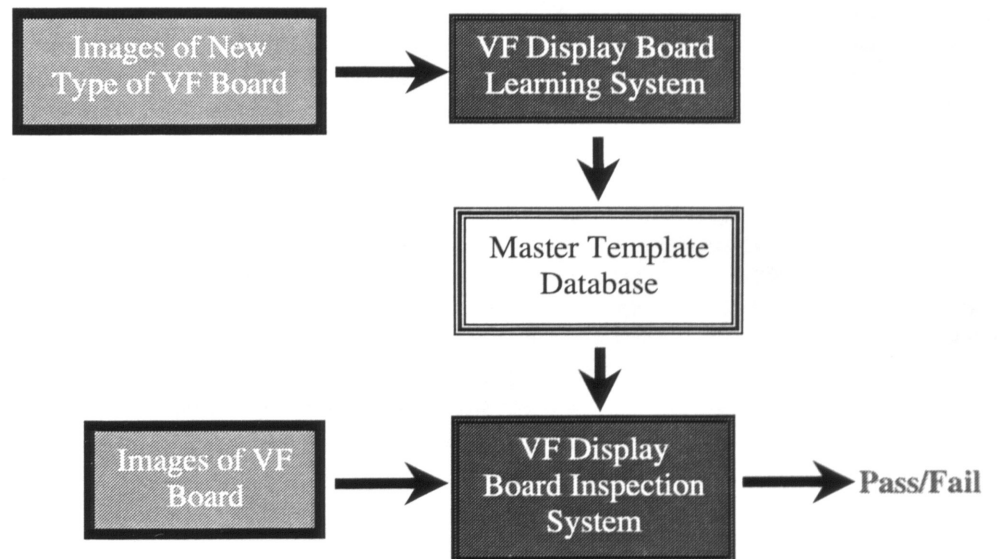 Images of New
Type of VF Board
VF Display Board
Learning System
Master Template
Database
Images of VF
Board
VF Display
Board Inspection
System
Pass/Fail